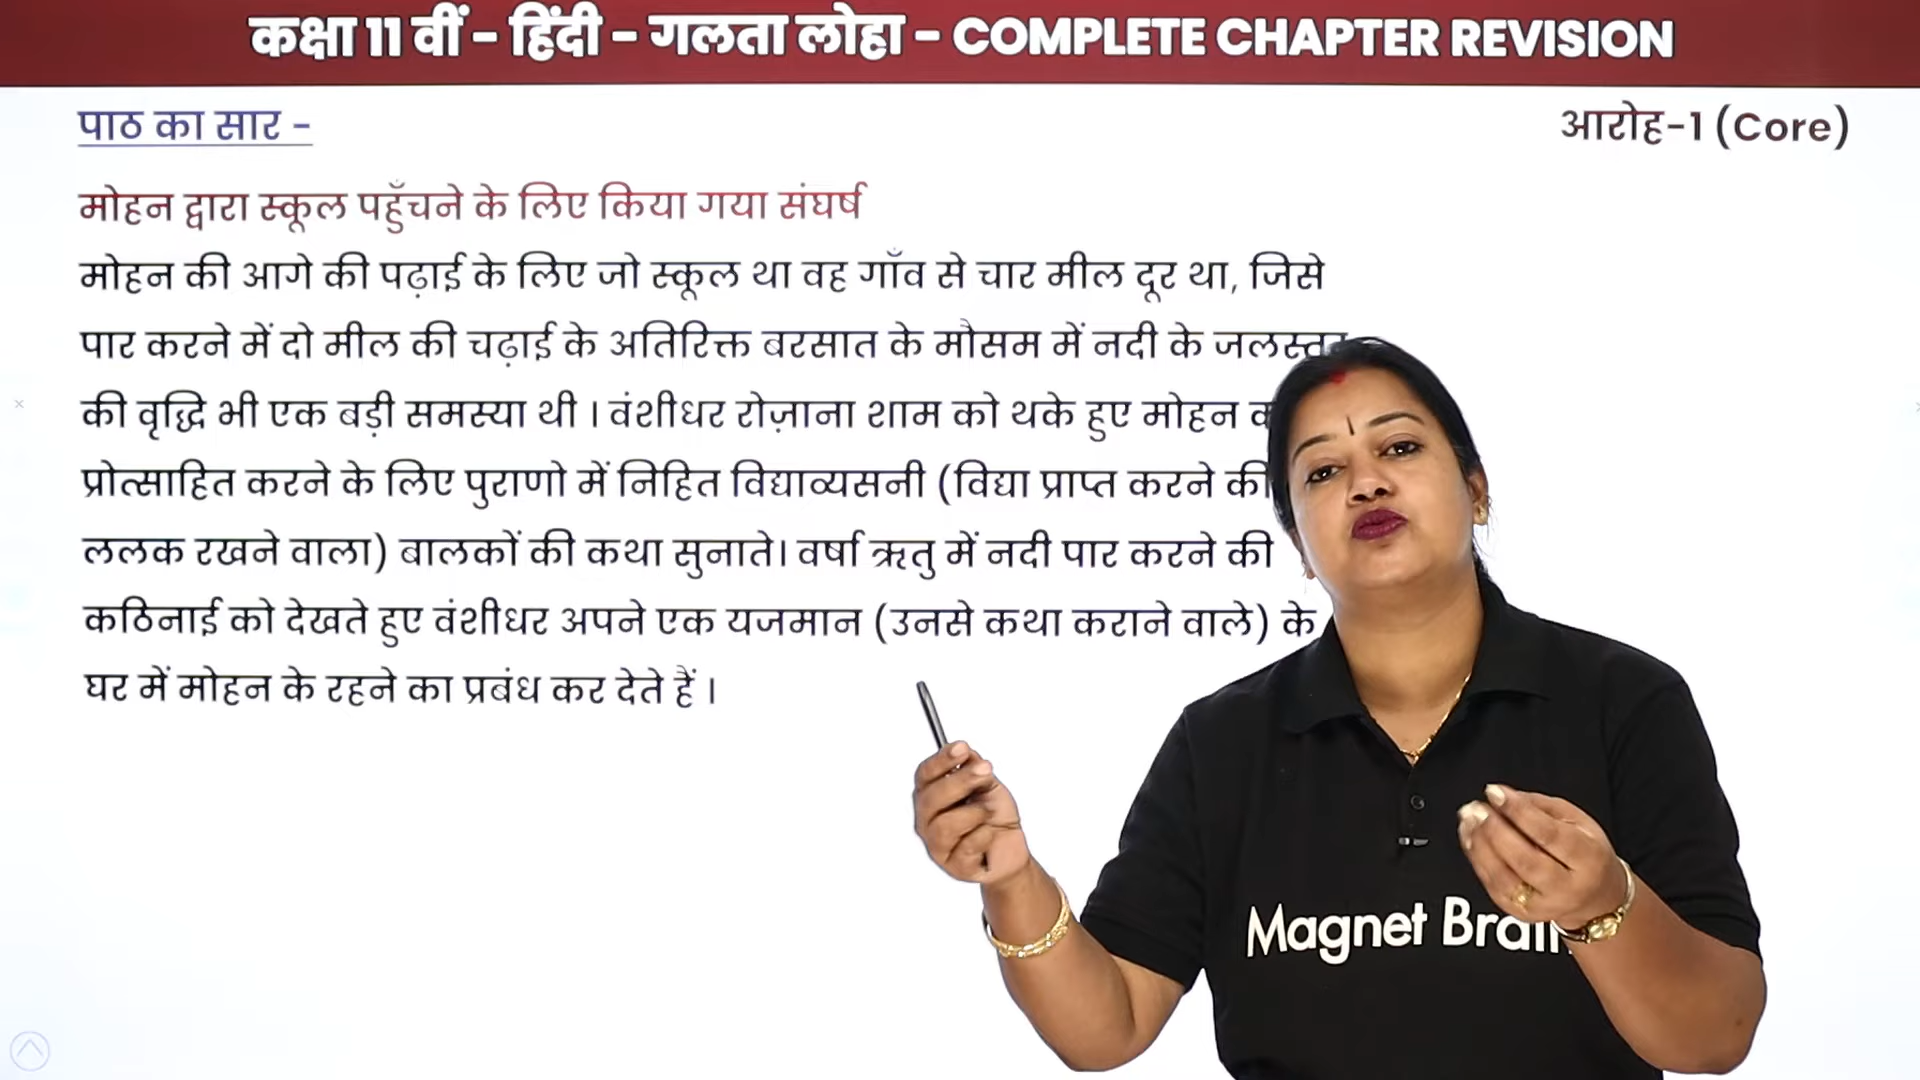 कक्षा 11 वीं - हिंदी - गलता लोहा - COMPLETE CHAPTER REVISION
पाठ का सार -
आरोह-1 (Core)
मोहन द्वारा स्कूल पहुँचने के लिए किया गया संघर्ष
मोहन की आगे की पढ़ाई के लिए जो स्कूल था वह गाँव से चार मील दूर था, जिसे
पार करने में दो मील की चढ़ाई के अतिरिक्त बरसात के मौसम में नदी के जलस्तर
की वृद्धि भी एक बड़ी समस्या थी । वंशीधर रोज़ाना शाम को थके हुए मोहन
प्रोत्साहित करने के लिए पुराणो में निहित विद्याव्यसनी (विद्या प्राप्त करने की
ललक रखने वाला) बालकों की कथा सुनाते। वर्षा ऋतु में नदी पार करने की
कठिनाई को देखते हुए वंशीधर अपने एक यजमान (उनसे कथा कराने वाले) के
घर में मोहन के रहने का प्रबंध कर देते हैं ।
Magnet